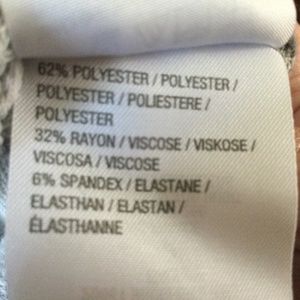 62% POLYESTER / POLYESTER /
POLYESTER / POLIESTERE /
POLYESTER
32% RAYON / VISCOSE / VISKOSE /
VISCOSA / VISCOSE
6% SPANDEX / ELASTANE /
ELASTHAN / ELASTAN /
ÉLASTHANNE